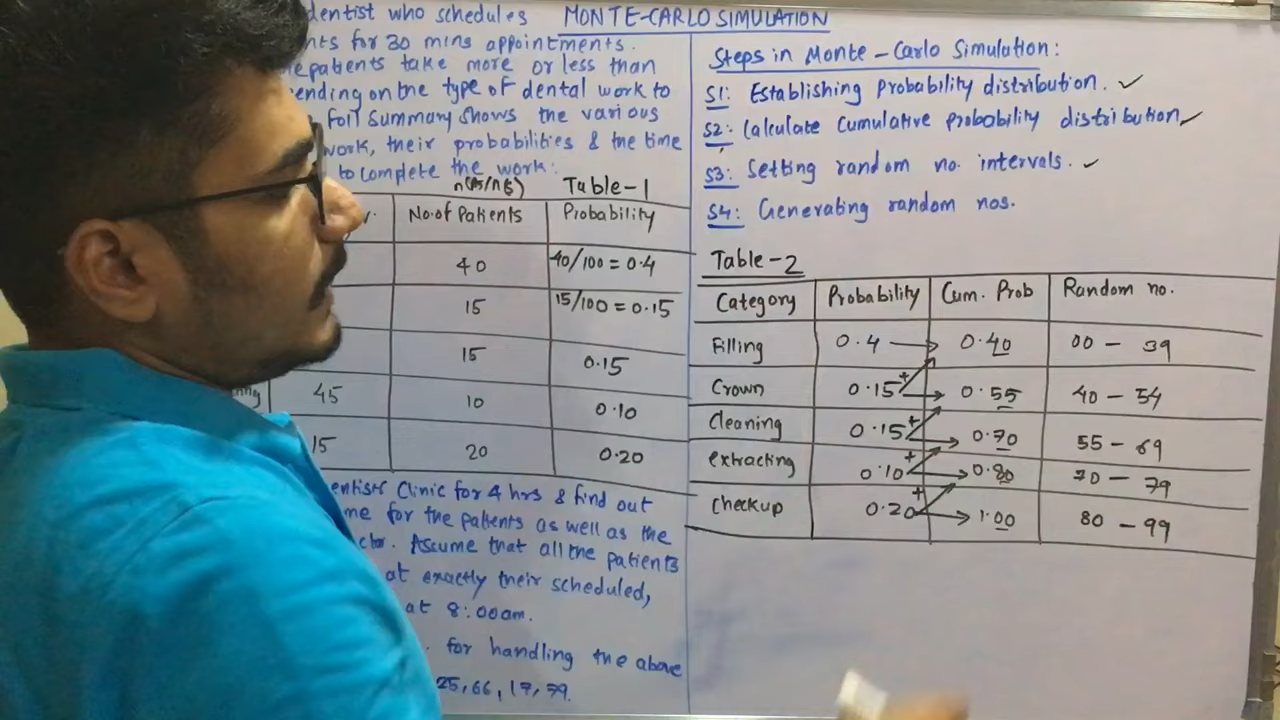 dentist who schedules
for 30 mins appointments.
patients take more or less than
on the type of dental work to
foll summary shows the various
work, their probabilities & the time
to complete the work:
Table-1
No. of Patients Probability
40 40/100 = 0.4
15 15/100 = 0.15
15 0.15
45 10 0.10
15 20 0.20
Clinic for 4 hrs & find out
for the patients as well as the
Assume that all the patients
at exactly their scheduled,
at 8:00am.
for handling the above
25, 66, 17, 79.
MONTE-CARLO SIMULATION
Steps in Monte-Carlo Simulation:
S1: Establishing Probability distribution. ✓
S2: Calculate Cumulative probability distribution ✓
S3: Setting random no. intervals. ✓
S4: Generating random nos.
Table-2
Category Probability Cum. Prob Random no.
Filling 0.4 → 0.40 00 - 39
Crown 0.15 + → 0.55 40 - 54
Cleaning 0.15 + → 0.70 55 - 69
extracting 0.10 + → 0.80 70 - 79
Checkup 0.20 + → 1.00 80 - 99